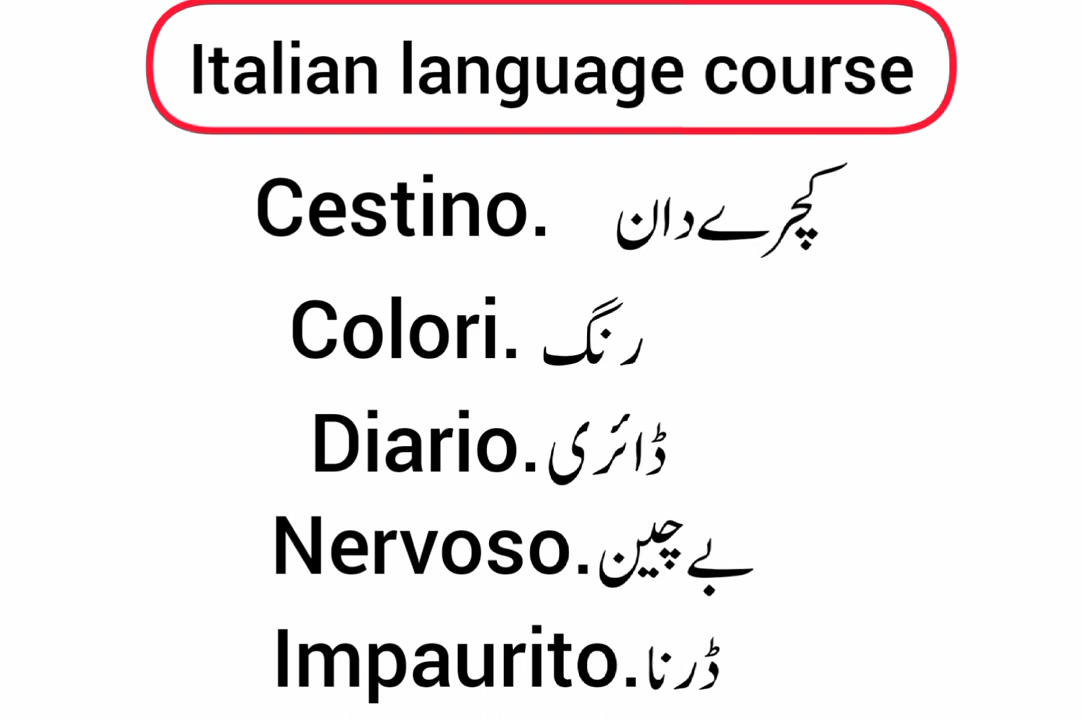 Italian language course
Cestino. کچرے دان
Colori. رنگ
Diario. ڈائری
Nervoso. بے چین
Impaurito. ڈرنا